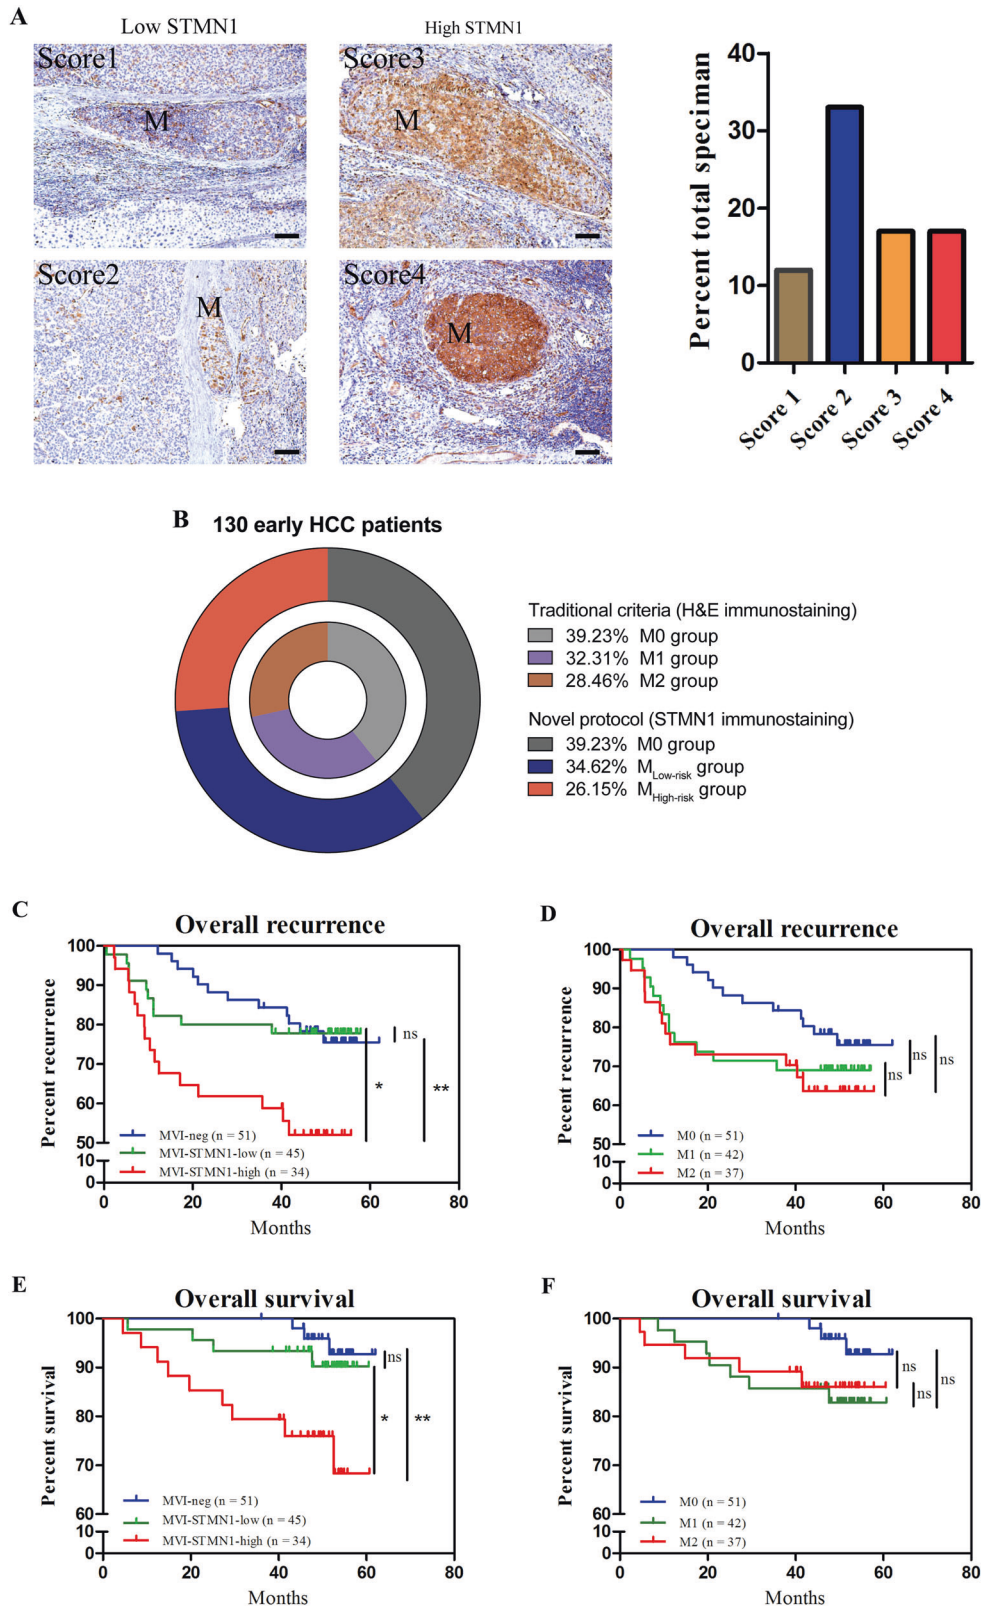 A
Low STMN1
High STMN1
Score1
M
Score3
M
Score2
M
Score4
M
Percent total speciman
40
30
20
10
0
Score 1
Score 2
Score 3
Score 4
B 130 early HCC patients
Traditional criteria (H&E immunostaining)
39.23% M0 group
32.31% M1 group
28.46% M2 group
Novel protocol (STMN1 immunostaining)
39.23% M0 group
34.62% MLow-risk group
26.15% MHigh-risk group
C
Overall recurrence
Percent recurrence
100
90
80
70
60
50
10
0
ns
*
**
MVI-neg (n = 51)
MVI-STMN1-low (n = 45)
MVI-STMN1-high (n = 34)
0 20 40 60 80
Months
D
Overall recurrence
Pecent recurrence
100
90
80
70
60
50
10
0
ns
ns
ns
M0 (n = 51)
M1 (n = 42)
M2 (n = 37)
0 20 40 60 80
Months
E
Overall survival
Percent survival
100
90
80
70
60
10
0
ns
*
**
MVI-neg (n = 51)
MVI-STMN1-low (n = 45)
MVI-STMN1-high (n = 34)
0 20 40 60 80
Months
F
Overall survival
Percent survival
100
90
80
70
60
10
0
ns
ns
ns
M0 (n = 51)
M1 (n = 42)
M2 (n = 37)
0 20 40 60 80
Months